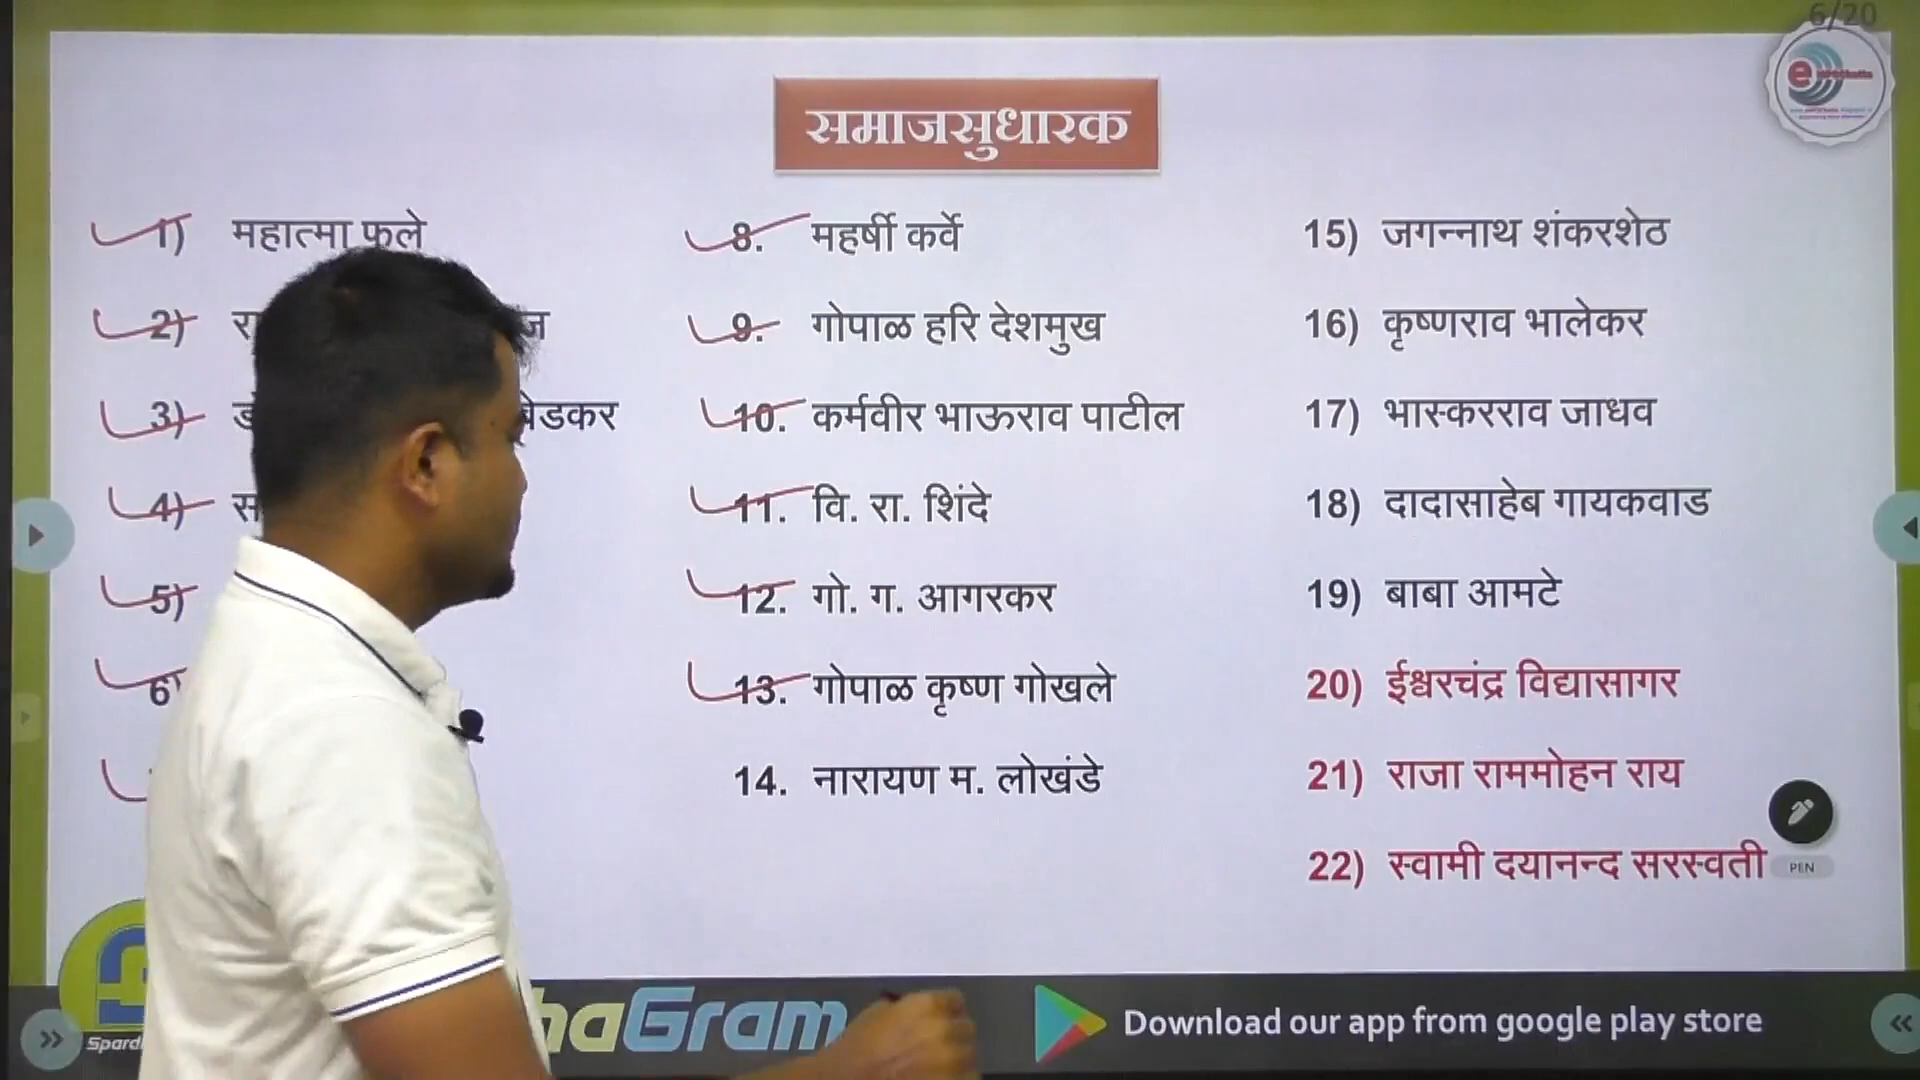 6/20
समाजसुधारक
1) महात्मा फुले
2)
3) बेडकर
4)
5)
6)
8. महर्षी कर्वे
9. गोपाळ हरि देशमुख
10. कर्मवीर भाऊराव पाटील
11. वि. रा. शिंदे
12. गो. ग. आगरकर
13. गोपाळ कृष्ण गोखले
14. नारायण म. लोखंडे
15) जगन्नाथ शंकरशेठ
16) कृष्णराव भालेकर
17) भास्करराव जाधव
18) दादासाहेब गायकवाड
19) बाबा आमटे
20) ईश्वरचंद्र विद्यासागर
21) राजा राममोहन राय
22) स्वामी दयानन्द सरस्वती
PEN
haGram
Download our app from google play store